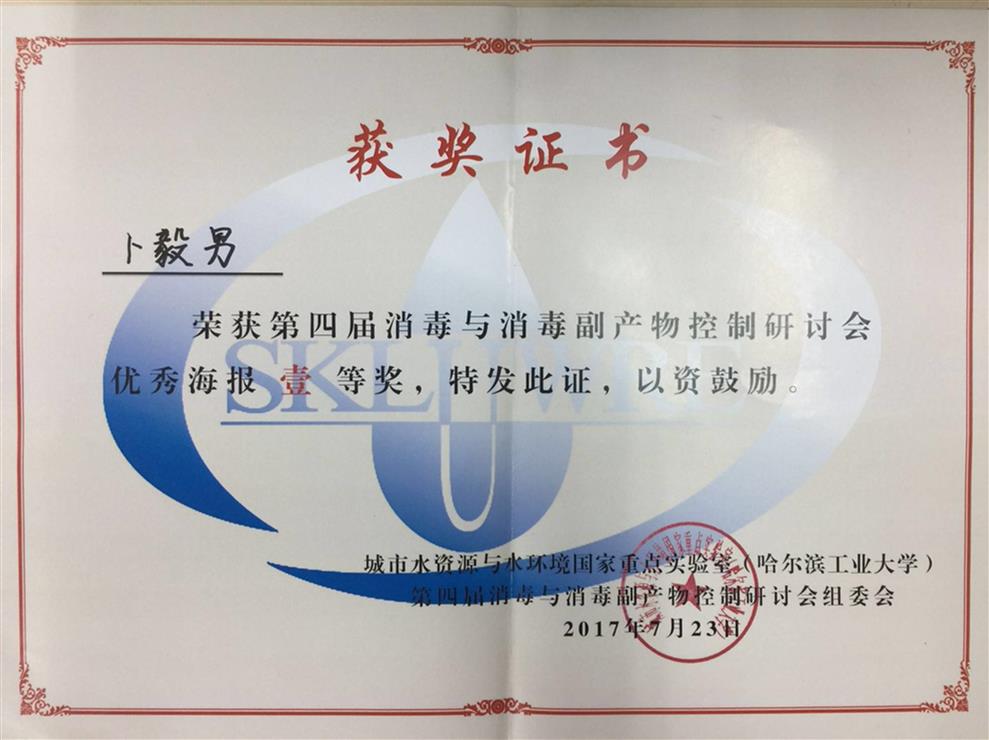 获奖证书
卜毅男
荣获第四届消毒与消毒副产物控制研讨会
优秀海报 壹 等奖，特发此证，以资鼓励。
SKLUWRE
城市水资源与水环境国家重点实验室（哈尔滨工业大学）
第四届消毒与消毒副产物控制研讨会组委会
2017年7月23日